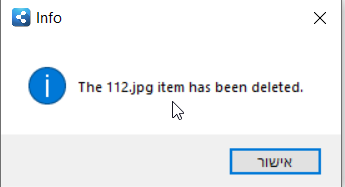 Info
The 112.jpg item has been deleted.
אישור